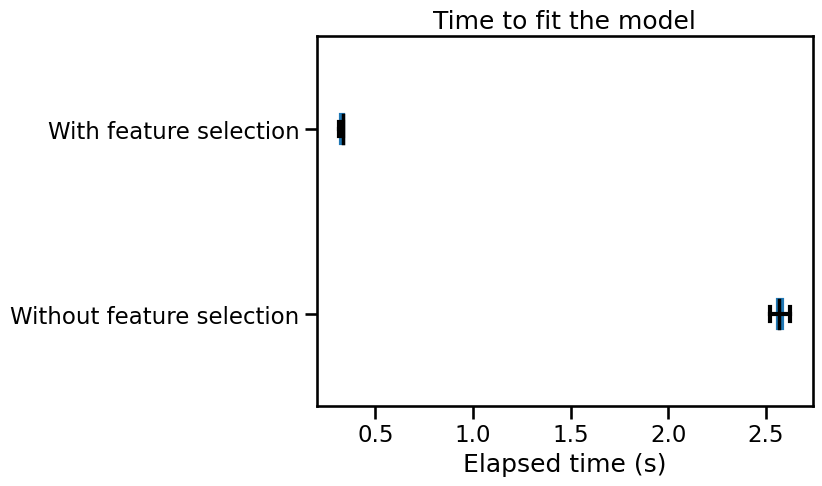 Time to fit the model
With feature selection
Without feature selection
0.5 1.0 1.5 2.0 2.5
Elapsed time (s)